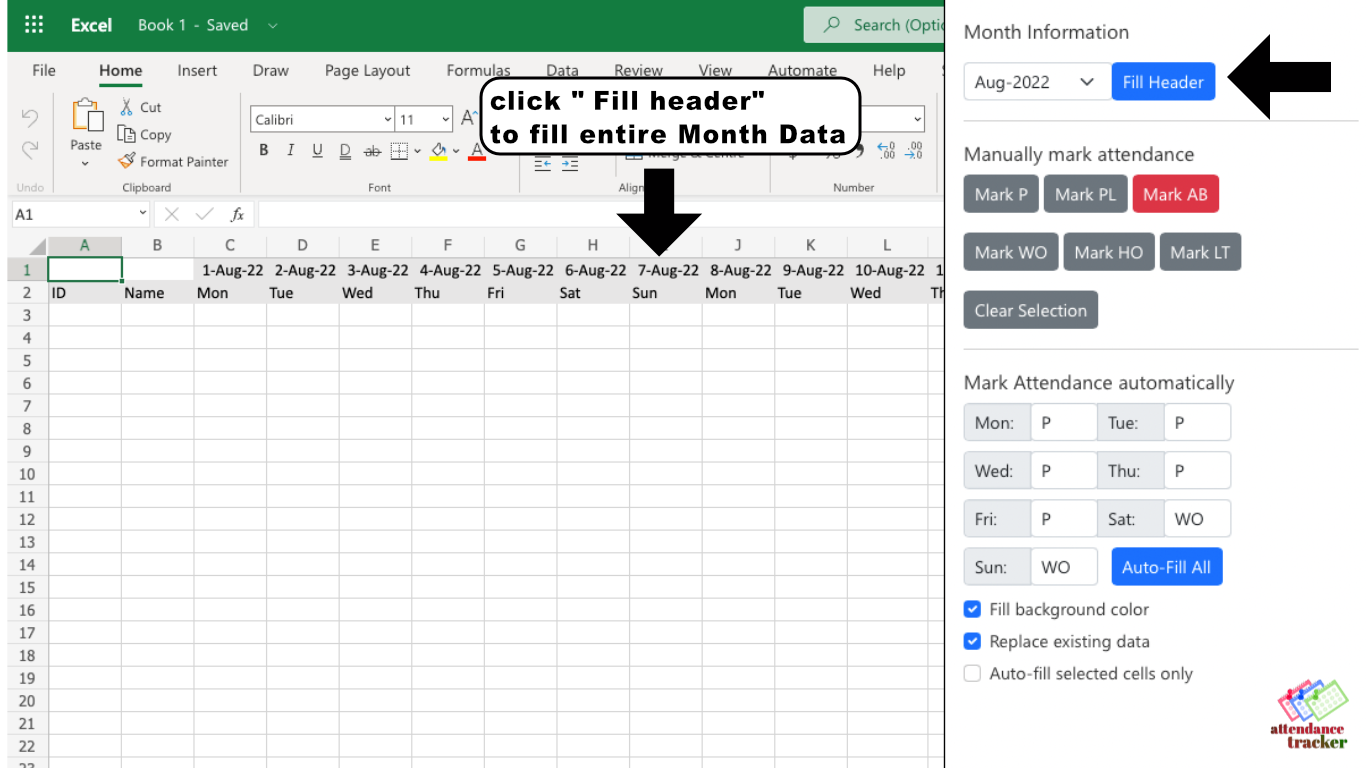 Excel Book 1 - Saved
Search (Optio
File Home Insert Draw Page Layout Formulas Data Review View Automate Help
click " Fill header"
to fill entire Month Data
Paste
Cut
Copy
Format Painter
Calibri 11
B I U D ab A
Undo Clipboard Font Number
A1 fx
A B C D E F G H J K L
1 1-Aug-22 2-Aug-22 3-Aug-22 4-Aug-22 5-Aug-22 6-Aug-22 7-Aug-22 8-Aug-22 9-Aug-22 10-Aug-22 1
2 ID Name Mon Tue Wed Thu Fri Sat Sun Mon Tue Wed Th
3
4
5
6
7
8
9
10
11
12
13
14
15
16
17
18
19
20
21
22
Month Information
Aug-2022 Fill Header
Manually mark attendance
Mark P Mark PL Mark AB
Mark WO Mark HO Mark LT
Clear Selection
Mark Attendance automatically
Mon: P Tue: P
Wed: P Thu: P
Fri: P Sat: WO
Sun: WO Auto-Fill All
Fill background color
Replace existing data
Auto-fill selected cells only
attendance
tracker